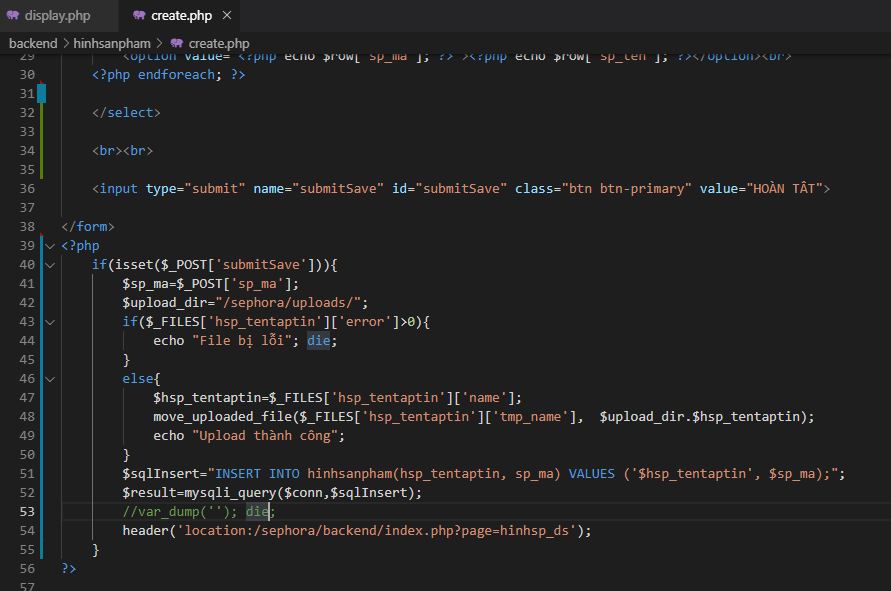 display.php create.php
backend > hinhsanpham > create.php
29 <option value="<?php echo $row['sp_ma']; ?>"><?php echo $row['sp_ten']; ?></option><br>
30 <?php endforeach; ?>
31
32 </select>
33
34 <br><br>
35
36 <input type="submit" name="submitSave" id="submitSave" class="btn btn-primary" value="HOÀN TẤT">
37
38 </form>
39 <?php
40 if(isset($_POST['submitSave'])){
41 $sp_ma=$_POST['sp_ma'];
42 $upload_dir="/sephora/uploads/";
43 if($_FILES['hsp_tentaptin']['error']>0){
44 echo "File bị lỗi"; die;
45 }
46 else{
47 $hsp_tentaptin=$_FILES['hsp_tentaptin']['name'];
48 move_uploaded_file($_FILES['hsp_tentaptin']['tmp_name'], $upload_dir.$hsp_tentaptin);
49 echo "Upload thành công";
50 }
51 $sqlInsert="INSERT INTO hinhsanpham(hsp_tentaptin, sp_ma) VALUES ('$hsp_tentaptin', $sp_ma);";
52 $result=mysqli_query($conn,$sqlInsert);
53 //var_dump(''); die;
54 header('location:/sephora/backend/index.php?page=hinhsp_ds');
55 }
56 ?>
57